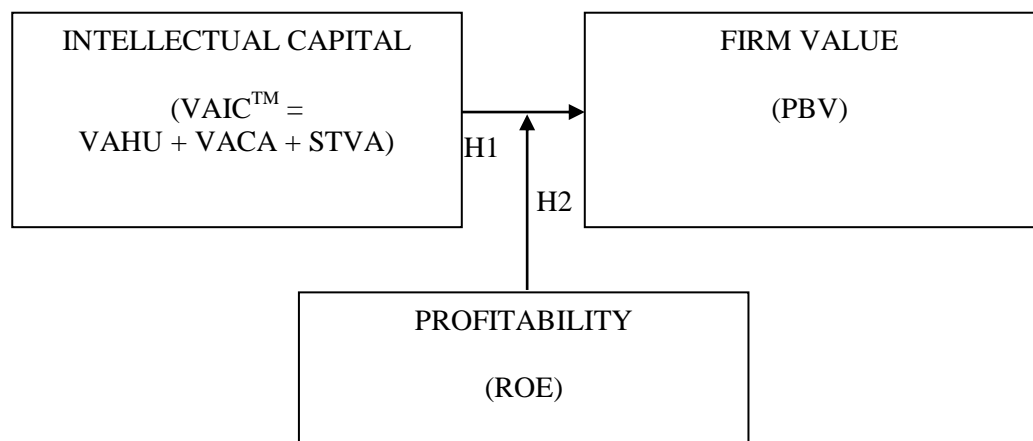 INTELLECTUAL CAPITAL
(VAIC™ =
VAHU + VACA + STVA)
H1
FIRM VALUE
(PBV)
H2
PROFITABILITY
(ROE)